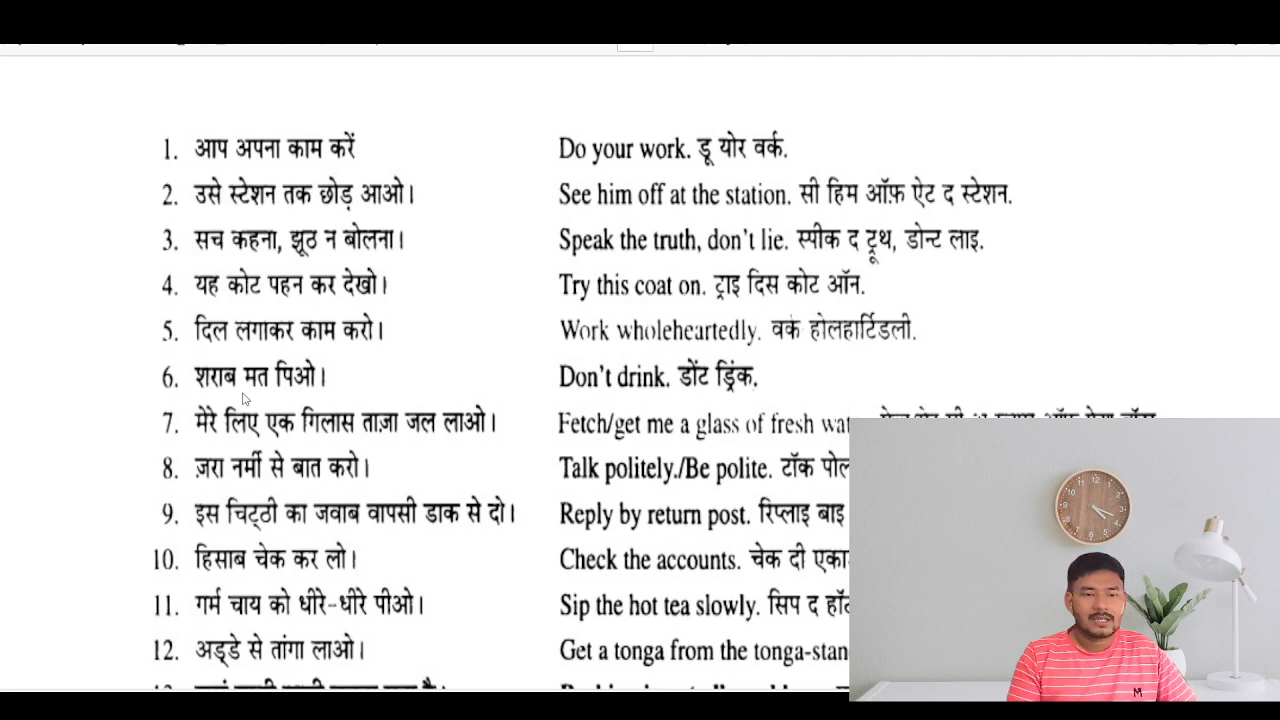 1. आप अपना काम करें Do your work. डू योर वर्क.
2. उसे स्टेशन तक छोड़ आओ। See him off at the station. सी हिम ऑफ़ ऐट द स्टेशन.
3. सच कहना, झूठ न बोलना। Speak the truth, don't lie. स्पीक द ट्रूथ, डोन्ट लाइ.
4. यह कोट पहन कर देखो। Try this coat on. ट्राइ दिस कोट ऑन.
5. दिल लगाकर काम करो। Work wholeheartedly. वर्क होलहार्टिडली.
6. शराब मत पिओ। Don't drink. डोंट ड्रिंक.
7. मेरे लिए एक गिलास ताज़ा जल लाओ। Fetch/get me a glass of fresh
8. ज़रा नर्मी से बात करो। Talk politely./Be polite. टॉक
9. इस चिट्ठी का जवाब वापसी डाक से दो। Reply by return post. रिप्लाइ बाइ
10. हिसाब चेक कर लो। Check the accounts. चेक दी
11. गर्म चाय को धीरे-धीरे पीओ। Sip the hot tea slowly. सिप द
12. अड्डे से तांगा लाओ। Get a tonga from the